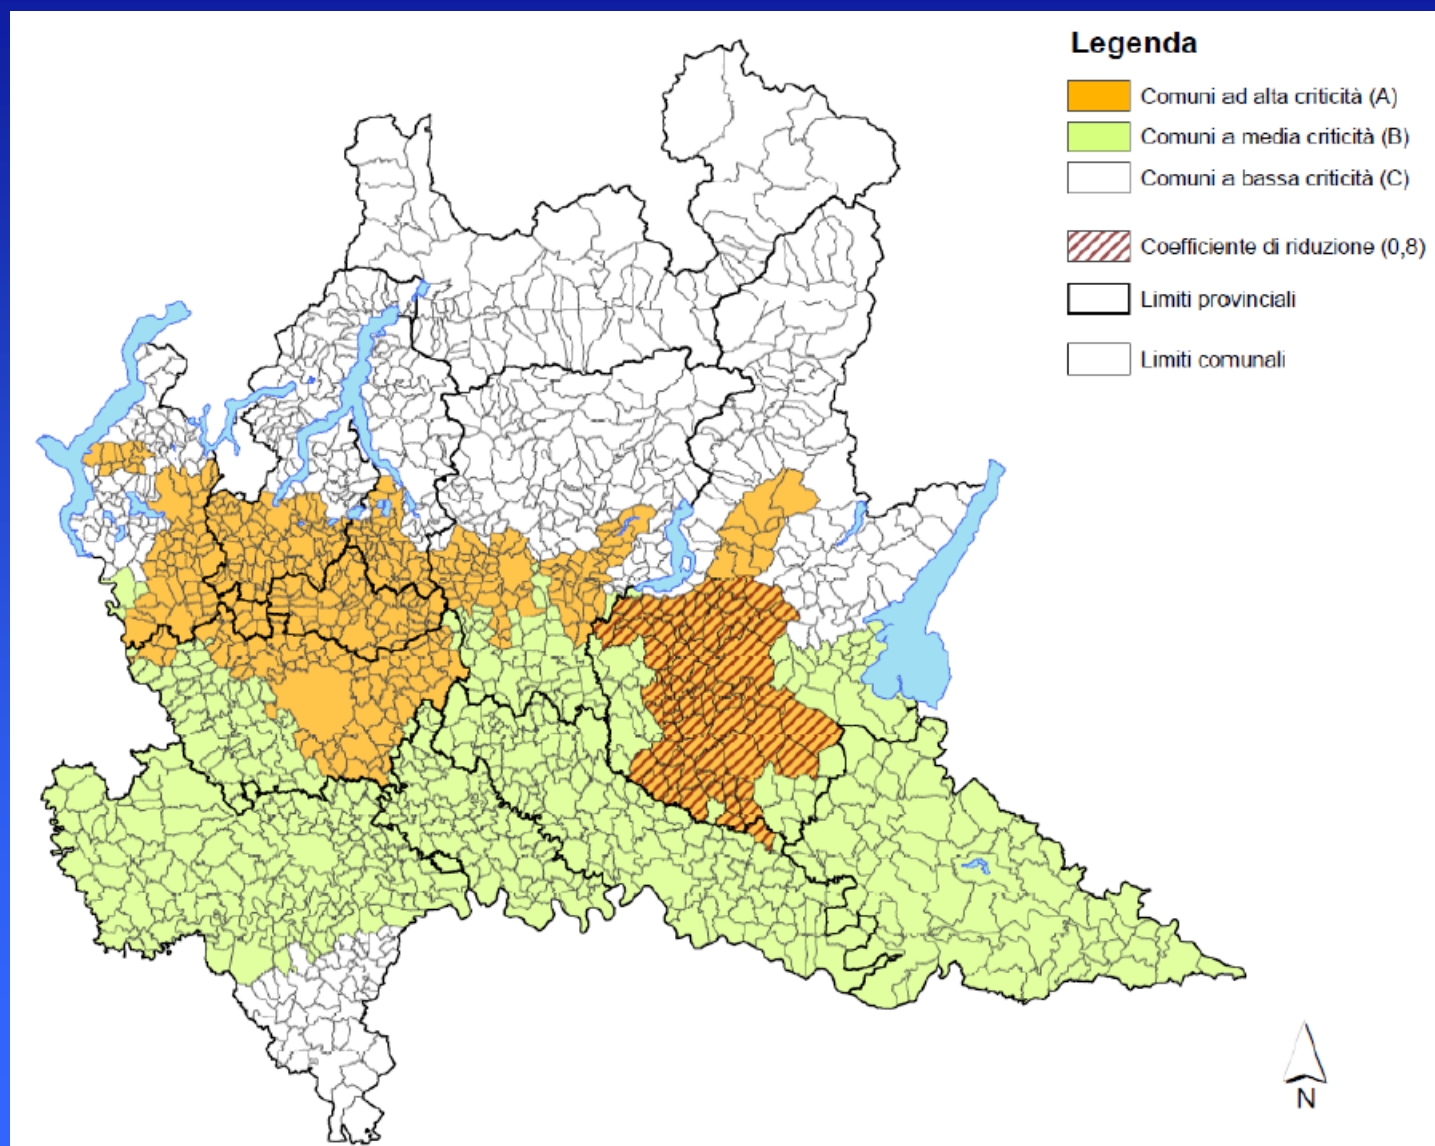 Legenda
Comuni ad alta criticità (A)
Comuni a media criticità (B)
Comuni a bassa criticità (C)
Coefficiente di riduzione (0,8)
Limiti provinciali
Limiti comunali
N